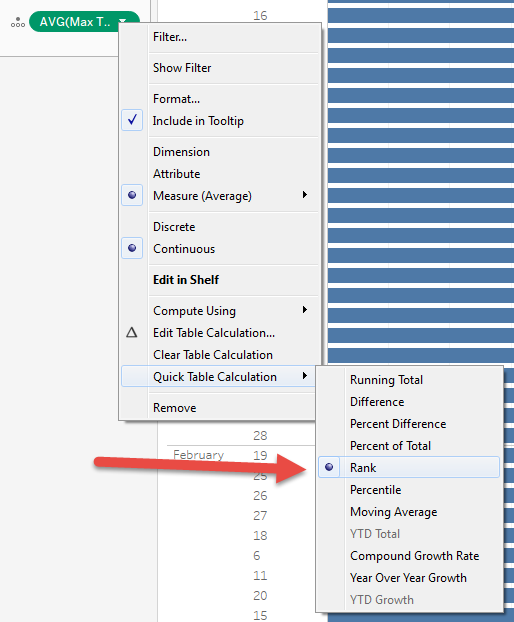 16
AVG(Max T..
Filter...
Show Filter
Format...
Include in Tooltip
Dimension
Attribute
Measure (Average)
Discrete
Continuous
Edit in Shelf
Compute Using
Edit Table Calculation...
Clear Table Calculation
Quick Table Calculation
Remove
Running Total
Difference
Percent Difference
Percent of Total
Rank
Percentile
Moving Average
YTD Total
Compound Growth Rate
Year Over Year Growth
YTD Growth
28
February 19
25
26
27
18
6
11
20
15